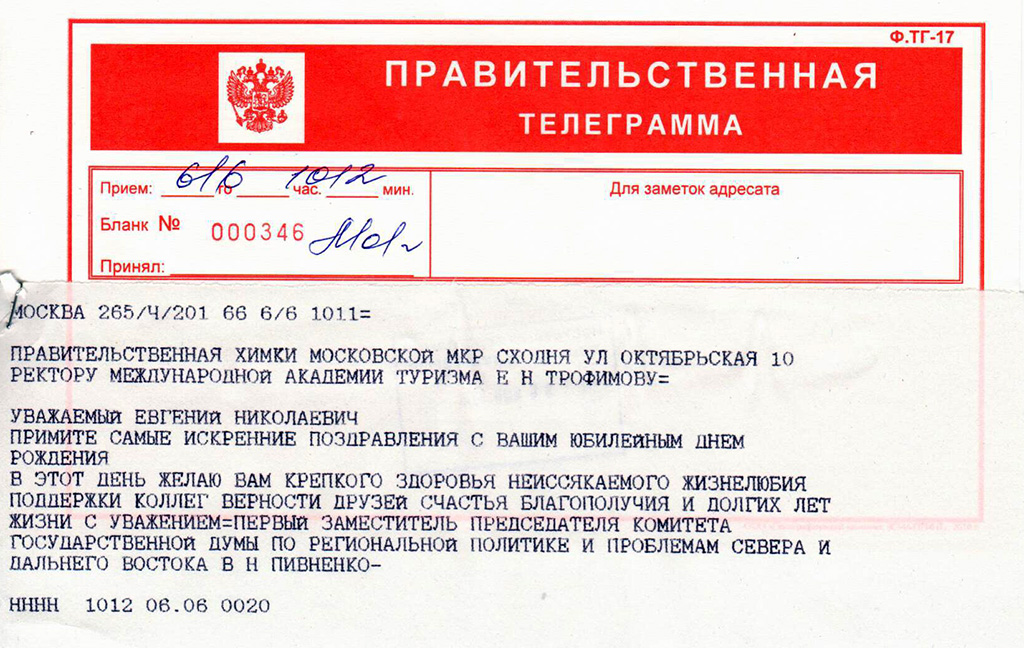 Ф.ТГ-17
ПРАВИТЕЛЬСТВЕННАЯ
ТЕЛЕГРАММА
Прием: 6/6 го 10 час. 12 мин.
Для заметок адресата
Бланк № 000346
Принял:
МОСКВА 265/Ч/201 66 6/6 1011=
ПРАВИТЕЛЬСТВЕННАЯ ХИМКИ МОСКОВСКОЙ МКР СХОДНЯ УЛ ОКТЯБРЬСКАЯ 10
РЕКТОРУ МЕЖДУНАРОДНОЙ АКАДЕМИИ ТУРИЗМА Е Н ТРОФИМОВУ=
УВАЖАЕМЫЙ ЕВГЕНИЙ НИКОЛАЕВИЧ
ПРИМИТЕ САМЫЕ ИСКРЕННИЕ ПОЗДРАВЛЕНИЯ С ВАШИМ ЮБИЛЕЙНЫМ ДНЕМ
РОЖДЕНИЯ
В ЭТОТ ДЕНЬ ЖЕЛАЮ ВАМ КРЕПКОГО ЗДОРОВЬЯ НЕИССЯКАЕМОГО ЖИЗНЕЛЮБИЯ
ПОДДЕРЖКИ КОЛЛЕГ ВЕРНОСТИ ДРУЗЕЙ СЧАСТЬЯ БЛАГОПОЛУЧИЯ И ДОЛГИХ ЛЕТ
ЖИЗНИ С УВАЖЕНИЕМ=ПЕРВЫЙ ЗАМЕСТИТЕЛЬ ПРЕДСЕДАТЕЛЯ КОМИТЕТА
ГОСУДАРСТВЕННОЙ ДУМЫ ПО РЕГИОНАЛЬНОЙ ПОЛИТИКЕ И ПРОБЛЕМАМ СЕВЕРА И
ДАЛЬНЕГО ВОСТОКА В Н ПИВНЕНКО-
НННН 1012 06.06 0020